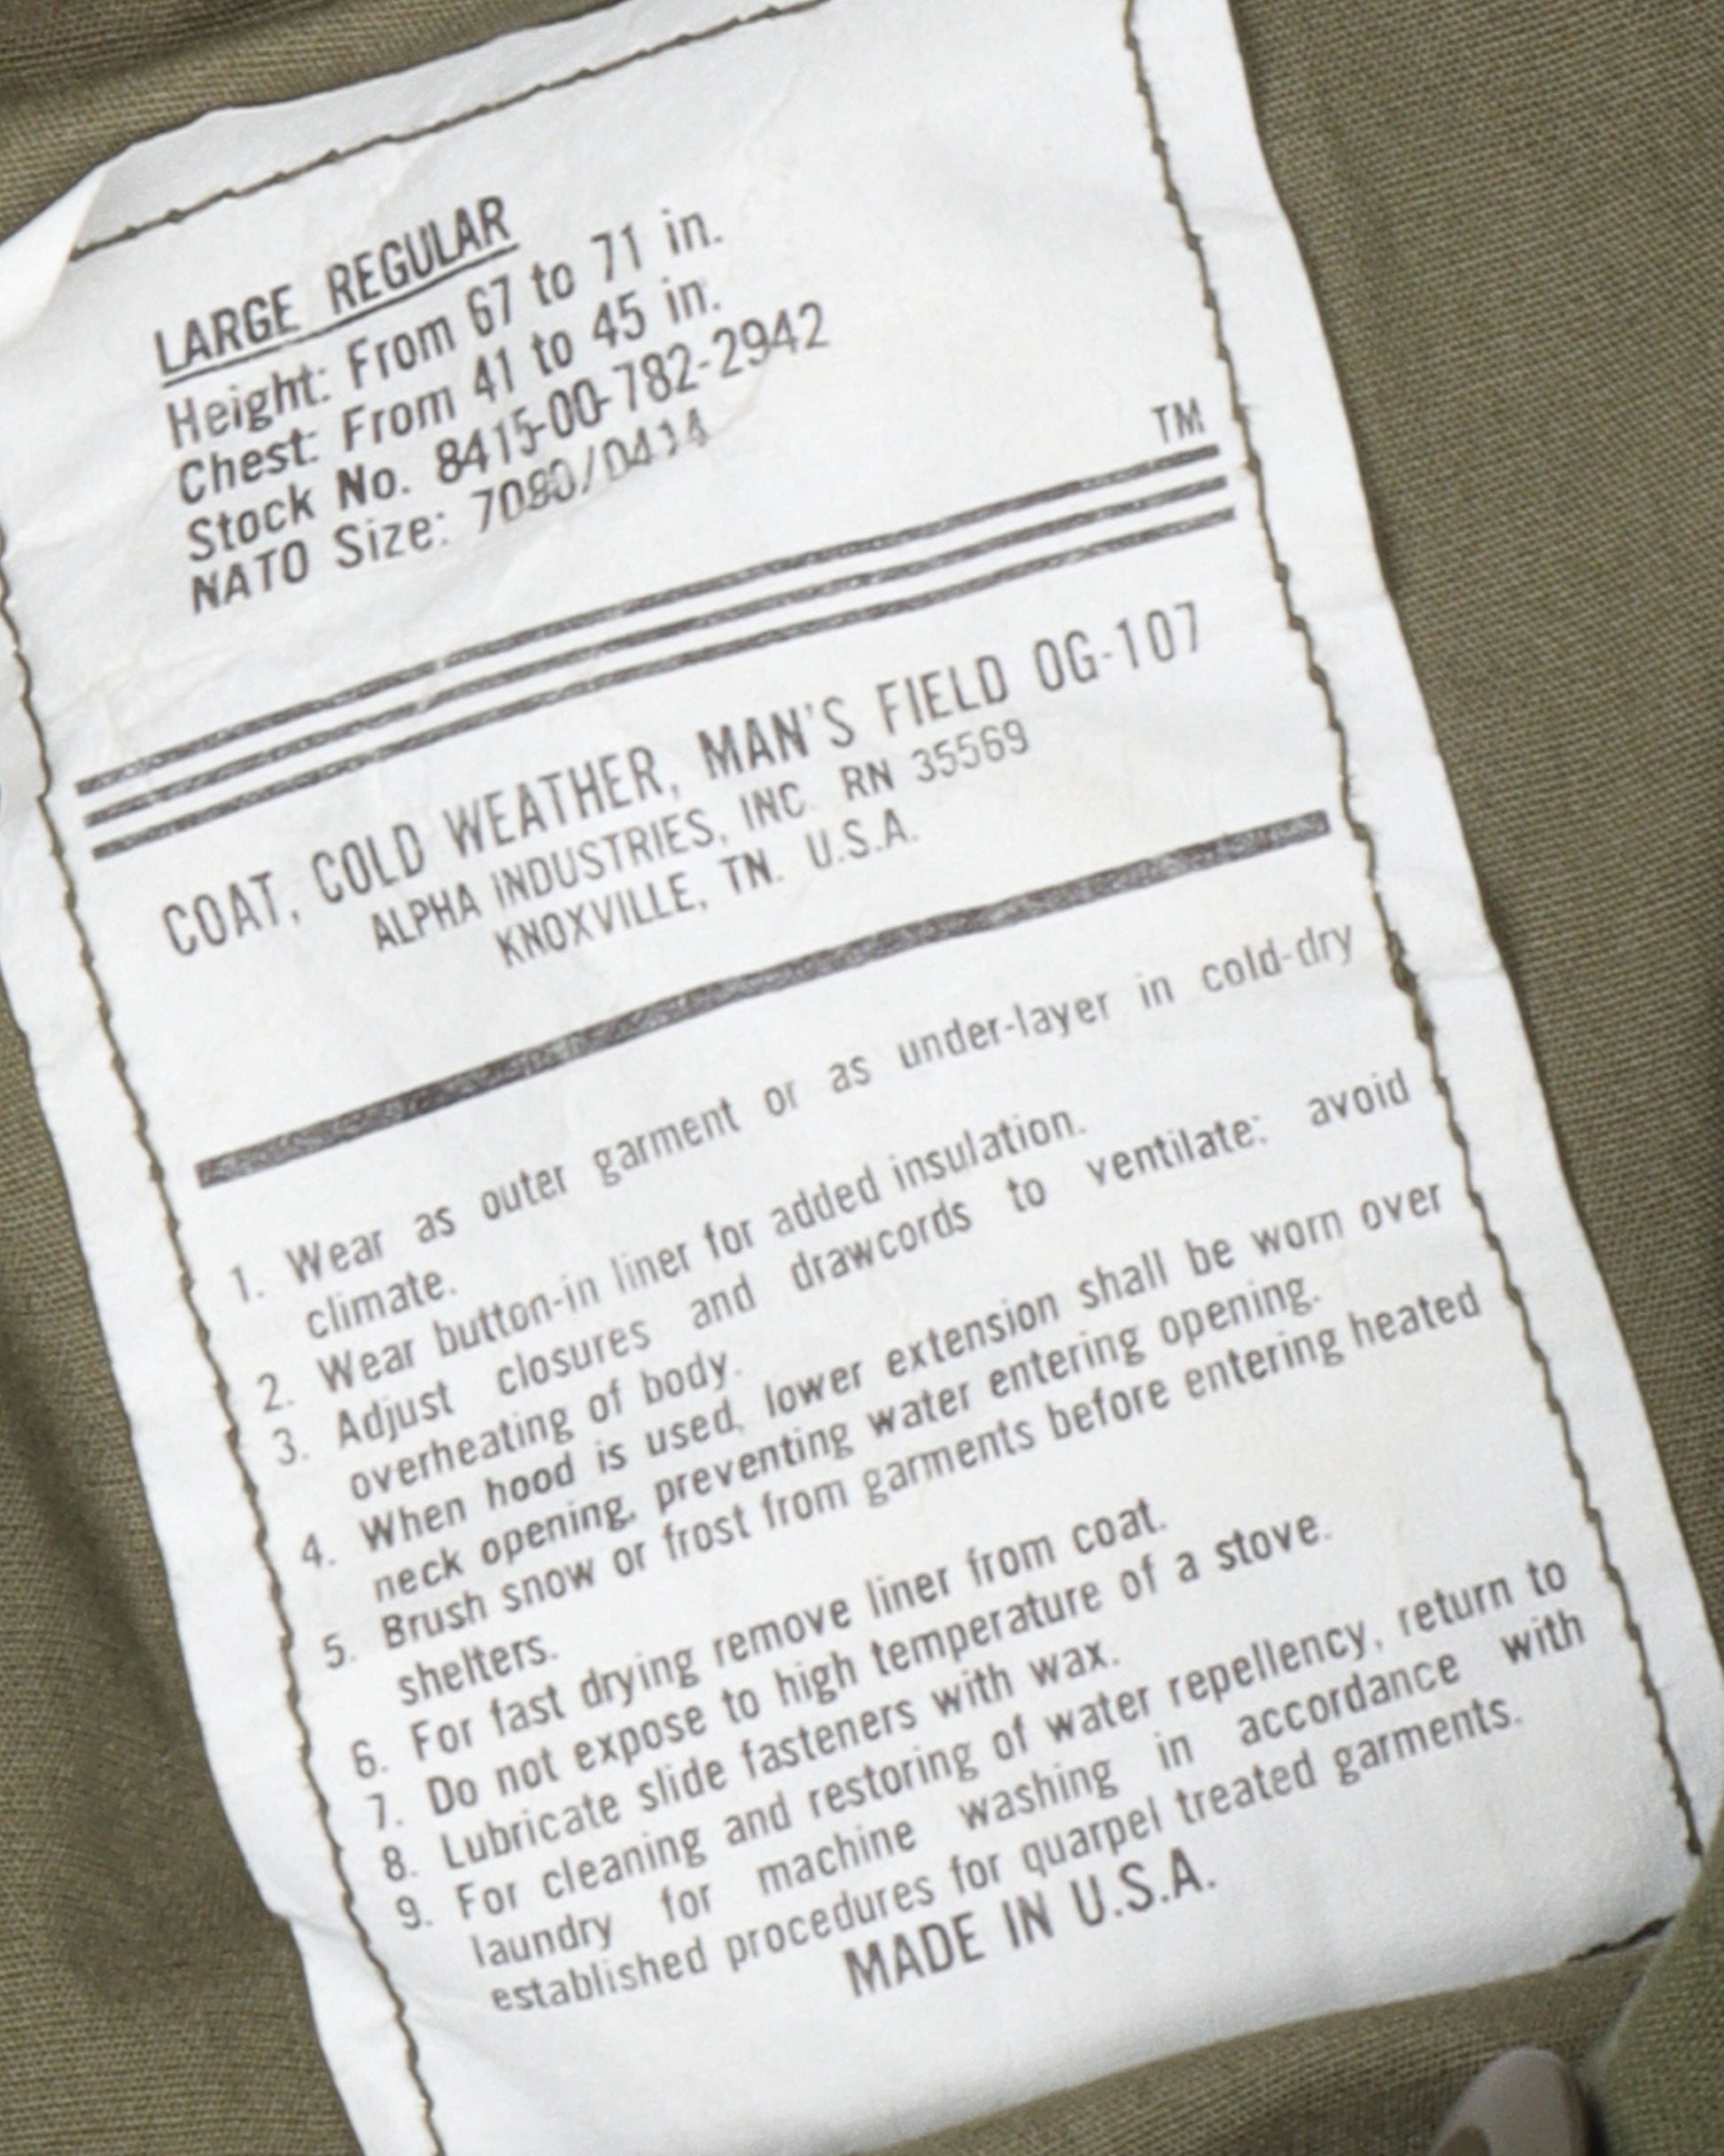 LARGE REGULAR
Height: From 67 to 71 in.
Chest: From 41 to 45 in.
Stock No. 8415-00-782-2942
NATO Size: 7080/0414
TM
COAT, COLD WEATHER, MAN'S FIELD OG-107
ALPHA INDUSTRIES, INC. RN 35569
KNOXVILLE, TN. U.S.A.
1. Wear as outer garment or as under-layer in cold-dry
climate.
2. Wear button-in liner for added insulation.
3. Adjust closures and drawcords to ventilate; avoid
overheating of body.
4. When hood is used, lower extension shall be worn over
neck opening, preventing water entering opening.
5. Brush snow or frost from garments before entering heated
shelters.
6. For fast drying remove liner from coat.
7. Do not expose to high temperature of a stove.
8. Lubricate slide fasteners with wax.
9. For cleaning and restoring of water repellency, return to
laundry for machine washing in accordance with
established procedures for quarpel treated garments.
MADE IN U.S.A.